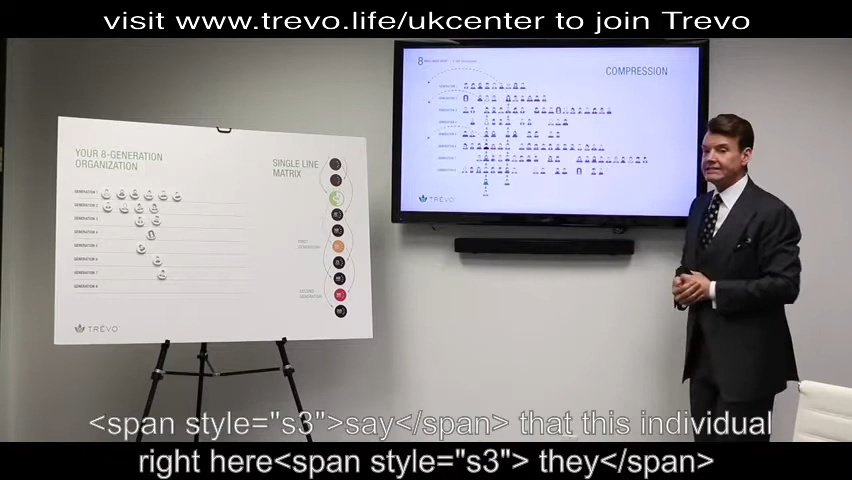 visit www.trevo.life/ukcenter to join Trevo
COMPRESSION
YOUR 8-GENERATION
ORGANIZATION
SINGLE LINE
MATRIX
GENERATION 1
GENERATION 2
GENERATION 3
GENERATION 4
GENERATION 5
GENERATION 6
GENERATION 7
GENERATION 8
FIRST
GENERATION
SECOND
GENERATION
TRĒVO
TRĒVO
<span style="s3">say</span> that this individual
right here<span style="s3"> they</span>